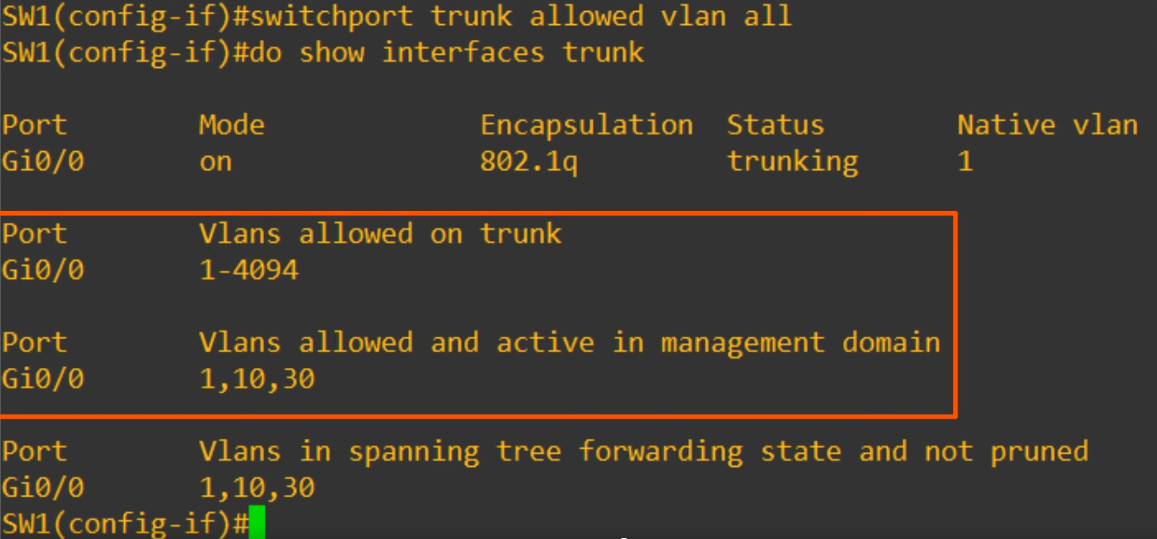 SW1(config-if)#switchport trunk allowed vlan all
SW1(config-if)#do show interfaces trunk
Port Mode Encapsulation Status Native vlan
Gi0/0 on 802.1q trunking 1
Port Vlans allowed on trunk
Gi0/0 1-4094
Port Vlans allowed and active in management domain
Gi0/0 1,10,30
Port Vlans in spanning tree forwarding state and not pruned
Gi0/0 1,10,30
SW1(config-if)#